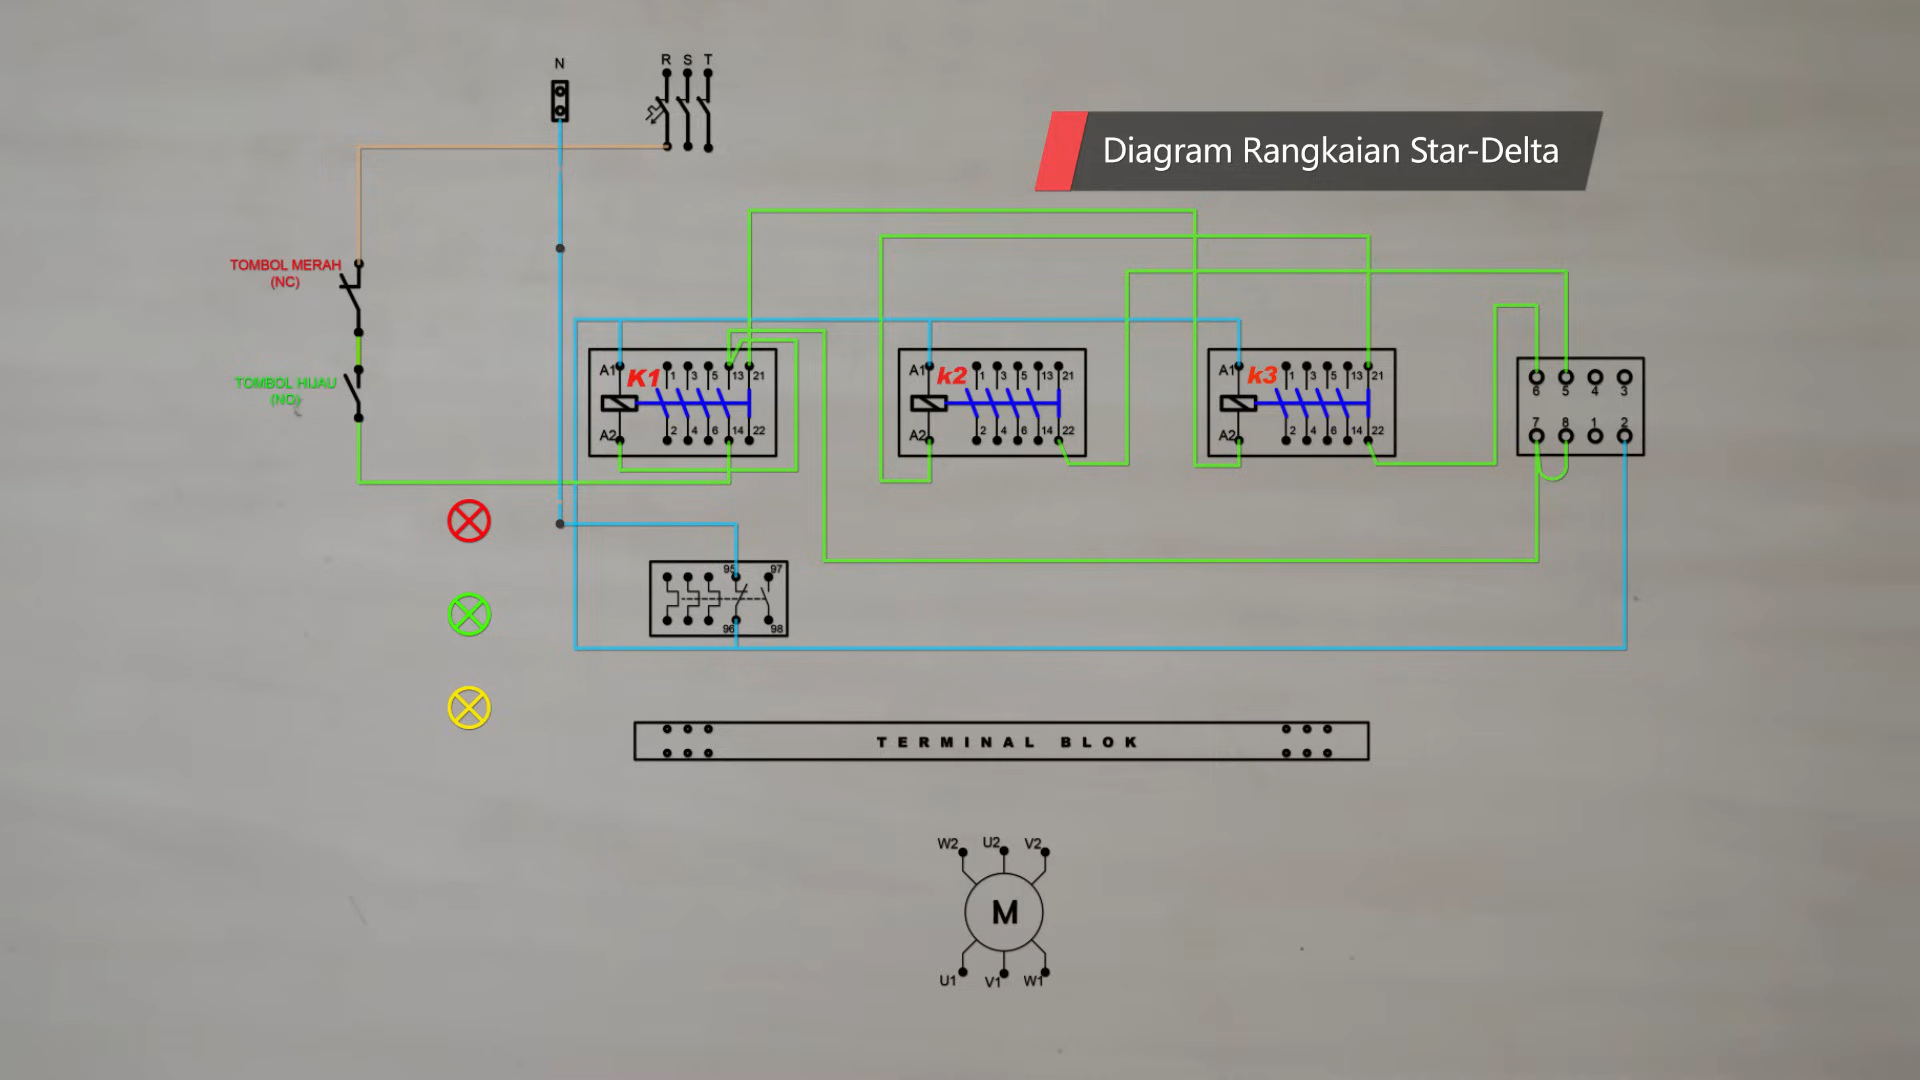 N
R S T
Diagram Rangkaian Star-Delta
TOMBOL MERAH
(NC)
TOMBOL HIJAU
(NO)
A1 K1 1 3 5 13 21
A2 2 4 6 14 22
A1 k2 1 3 5 13 21
A2 2 4 6 14 22
A1 k3 1 3 5 13 21
A2 2 4 6 14 22
6 5 4 3
7 8 1 2
95 97
96 98
TERMINAL BLOK
W2 U2 V2
M
U1 V1 W1